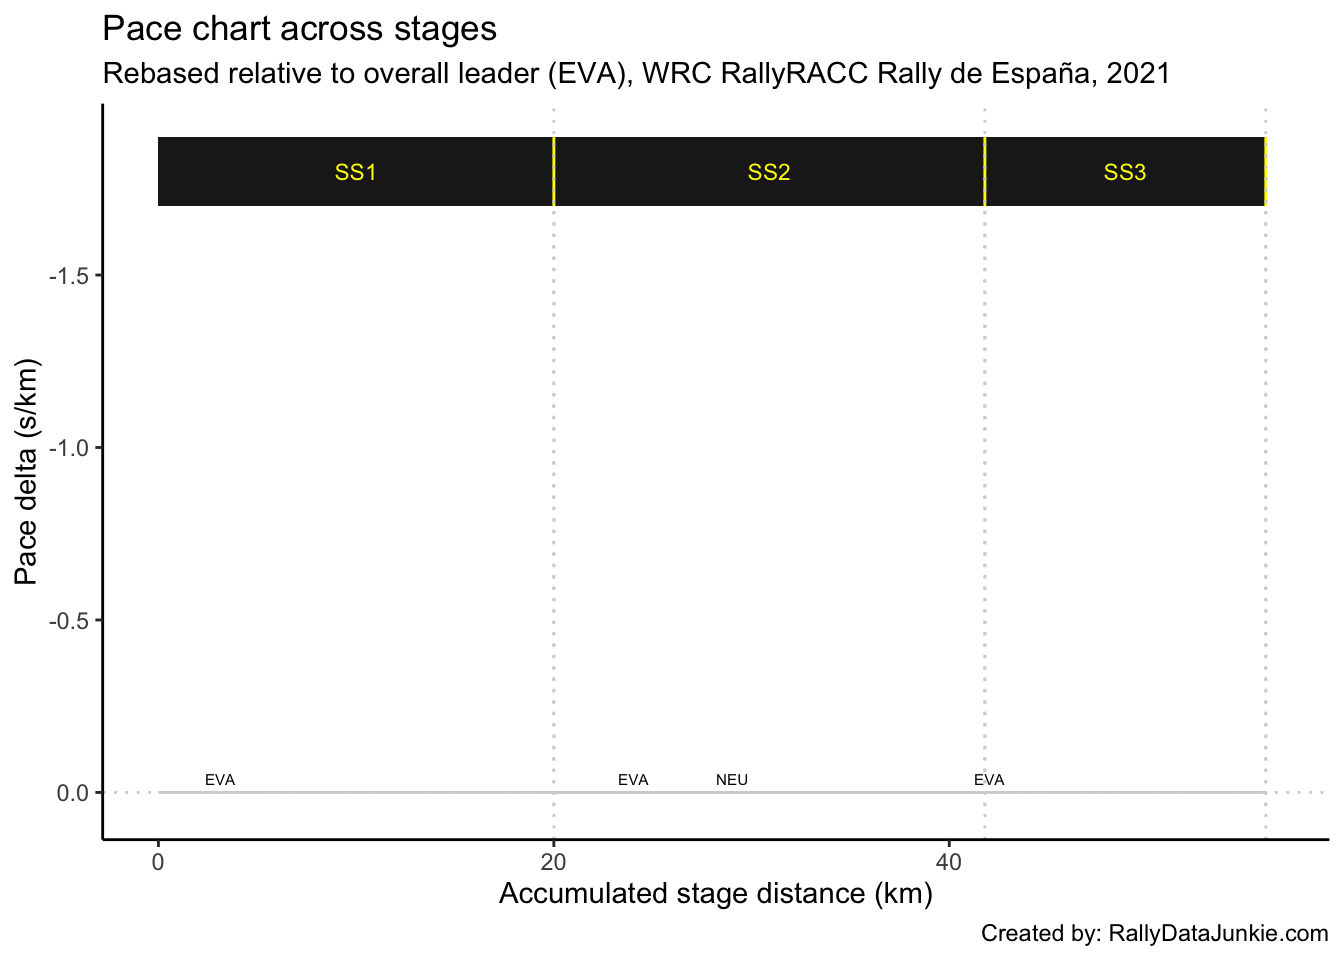 Pace chart across stages
Rebased relative to overall leader (EVA), WRC RallyRACC Rally de España, 2021
SS1 SS2 SS3
-1.5
-1.0
-0.5
0.0
Pace delta (s/km)
EVA EVA NEU EVA
0 20 40
Accumulated stage distance (km)
Created by: RallyDataJunkie.com